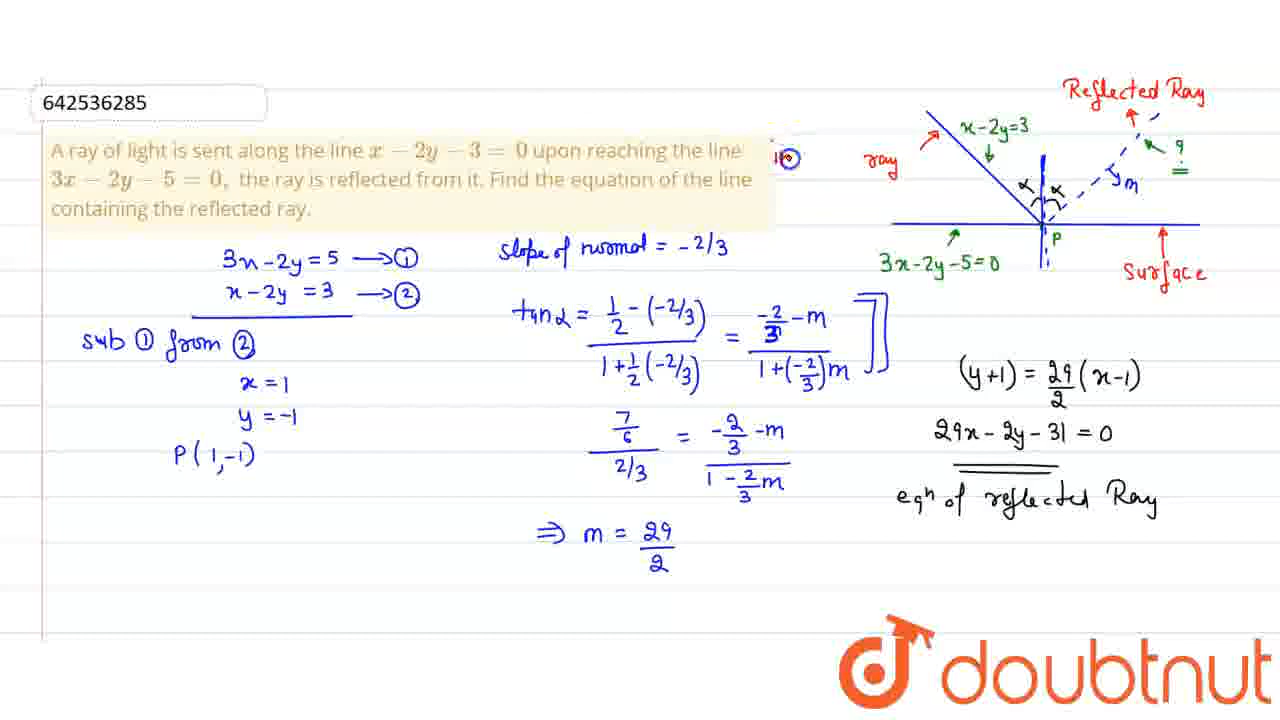 642536285
A ray of light is sent along the line x − 2y − 3 = 0 upon reaching the line
3x − 2y − 5 = 0, the ray is reflected from it. Find the equation of the line
containing the reflected ray.
3x-2y=5 → ①
x-2y =3 → ②
sub ① from ②
x=1
y=-1
P(1,-1)
slope of normal = -2/3
tanα = (1/2 - (-2/3))/(1+1/2(-2/3)) = (-2/3 - m)/(1+(-2/3)m)
(7/6)/(2/3) = (-2/3 - m)/(1 - 2/3 m)
⇒ m = 29/2
Reflected Ray
x-2y=3
ray
?
α α
m
P
3x-2y-5=0
Surface
(y+1) = 29/2 (x-1)
29x-2y-31=0
eqn of reflected Ray
doubtnut